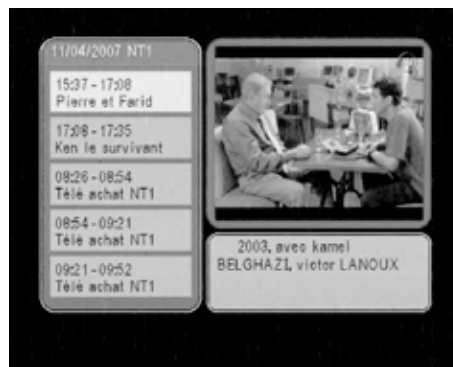 11/04/2007 NT1
15:37-17:08
Pierre et Farid
17:08-17:35
Ken le survivant
08:26-08:54
Télé achat NT1
08:54-09:21
Télé achat NT1
09:21-09:52
Télé achat NT1
2003, avec kamel
BELGHAZI, victor LANOUX